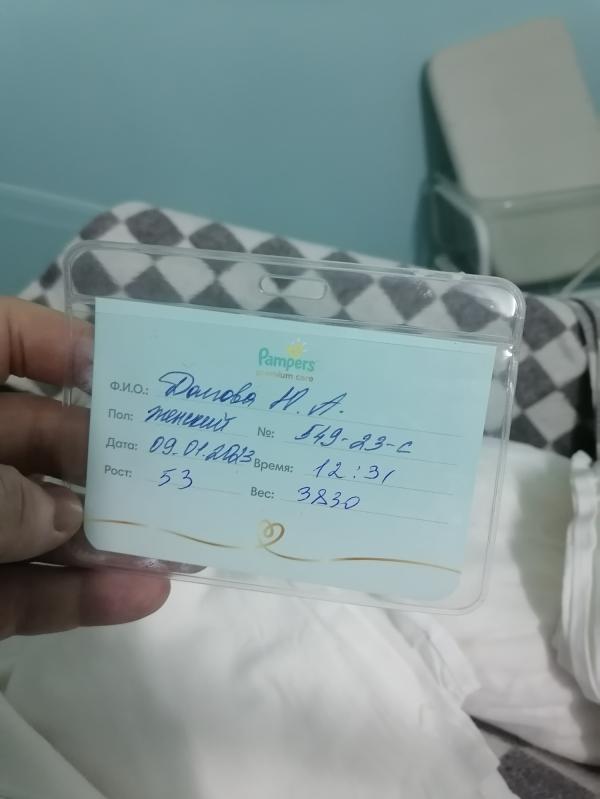 Pampers
premium care
Ф.И.О.: Далова Н. А.
Пол: женский №: 549-23-с
Дата: 09.01.2023 Время: 12:31
Рост: 53 Вес: 3830